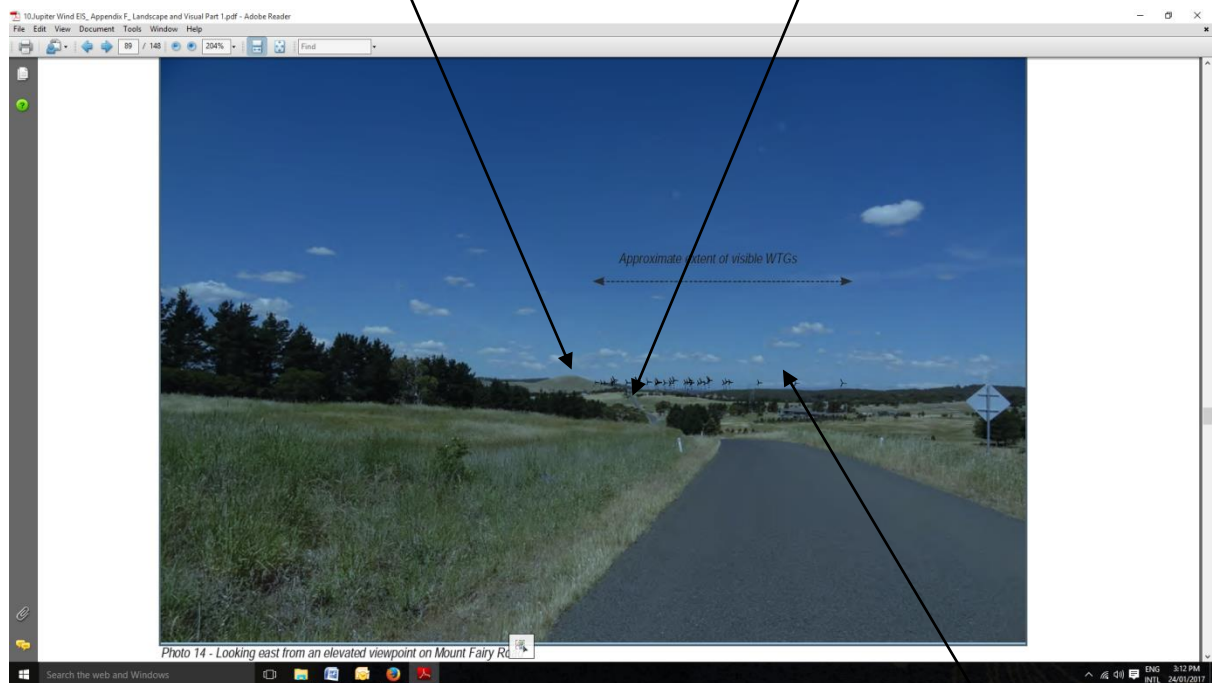 10.Jupiter Wind EIS_ Appendix F_ Landscape and Visual Part 1.pdf - Adobe Reader
File Edit View Document Tools Window Help
89 / 148 204% Find
Approximate extent of visible WTGs
Photo 14 - Looking east from an elevated viewpoint on Mount Fairy Ro
Search the web and Windows
ENG 3:12 PM
INTL 24/01/2017